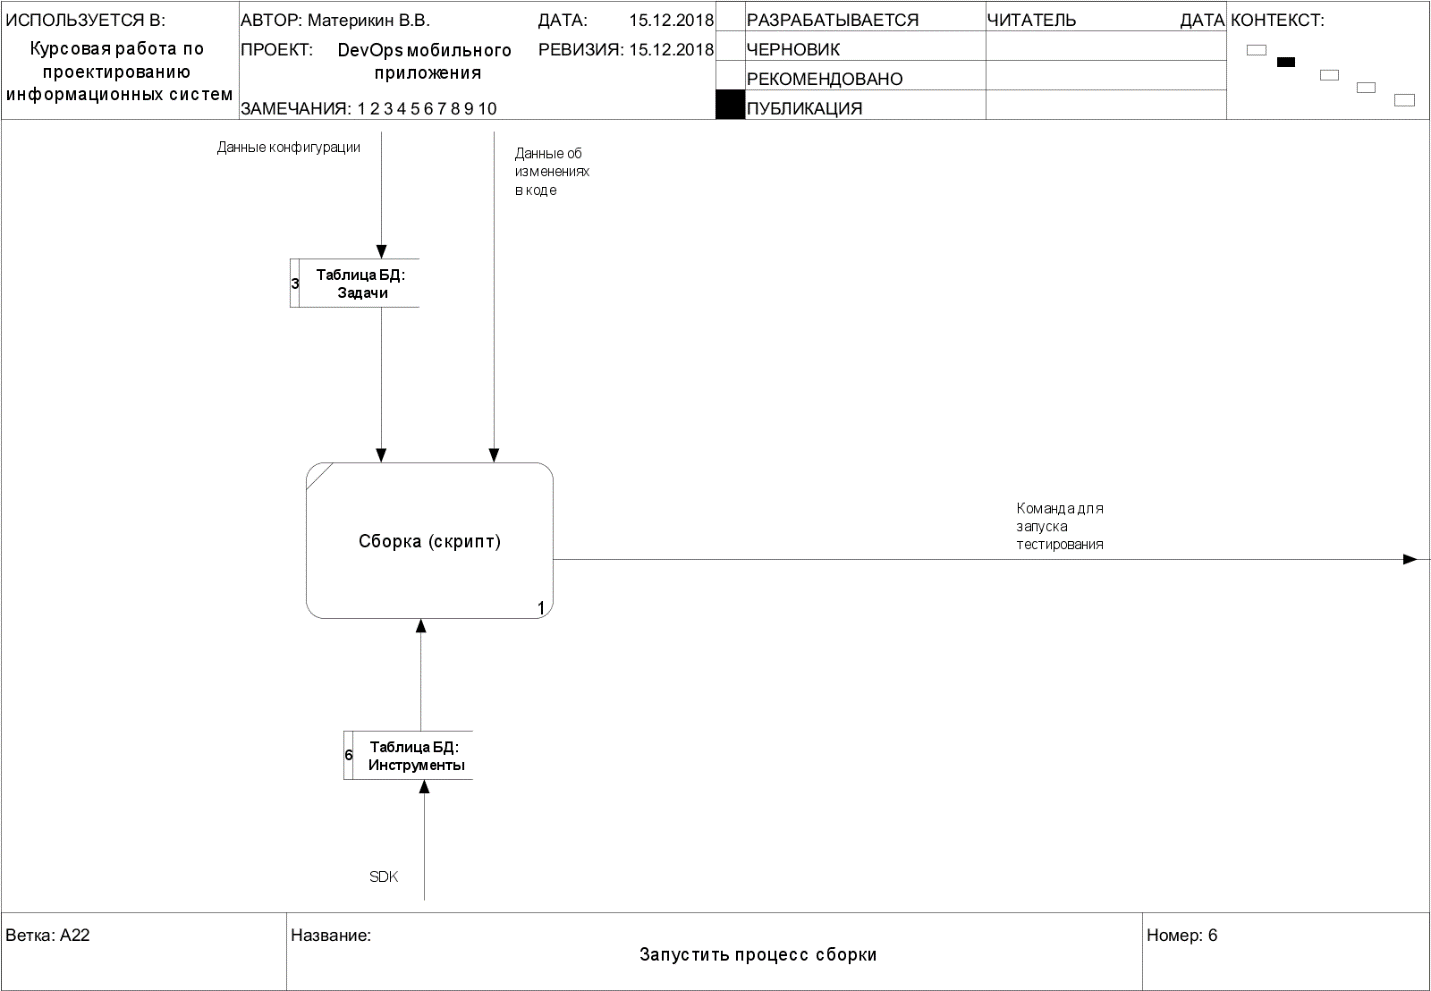 ИСПОЛЬЗУЕТСЯ В:
Курсовая работа по
проектированию
информационных систем
АВТОР: Материкин В.В.
ДАТА: 15.12.2018
ПРОЕКТ: DevOps мобильного
приложения
РЕВИЗИЯ: 15.12.2018
ЗАМЕЧАНИЯ: 1 2 3 4 5 6 7 8 9 10
РАЗРАБАТЫВАЕТСЯ
ЧЕРНОВИК
РЕКОМЕНДОВАНО
ПУБЛИКАЦИЯ
ЧИТАТЕЛЬ
ДАТА
КОНТЕКСТ:
Данные конфигурации
Данные об
изменениях
в коде
3
Таблица БД:
Задачи
Сборка (скрипт)
1
Команда для
запуска
тестирования
6
Таблица БД:
Инструменты
SDK
Ветка: A22
Название:
Запустить процесс сборки
Номер: 6